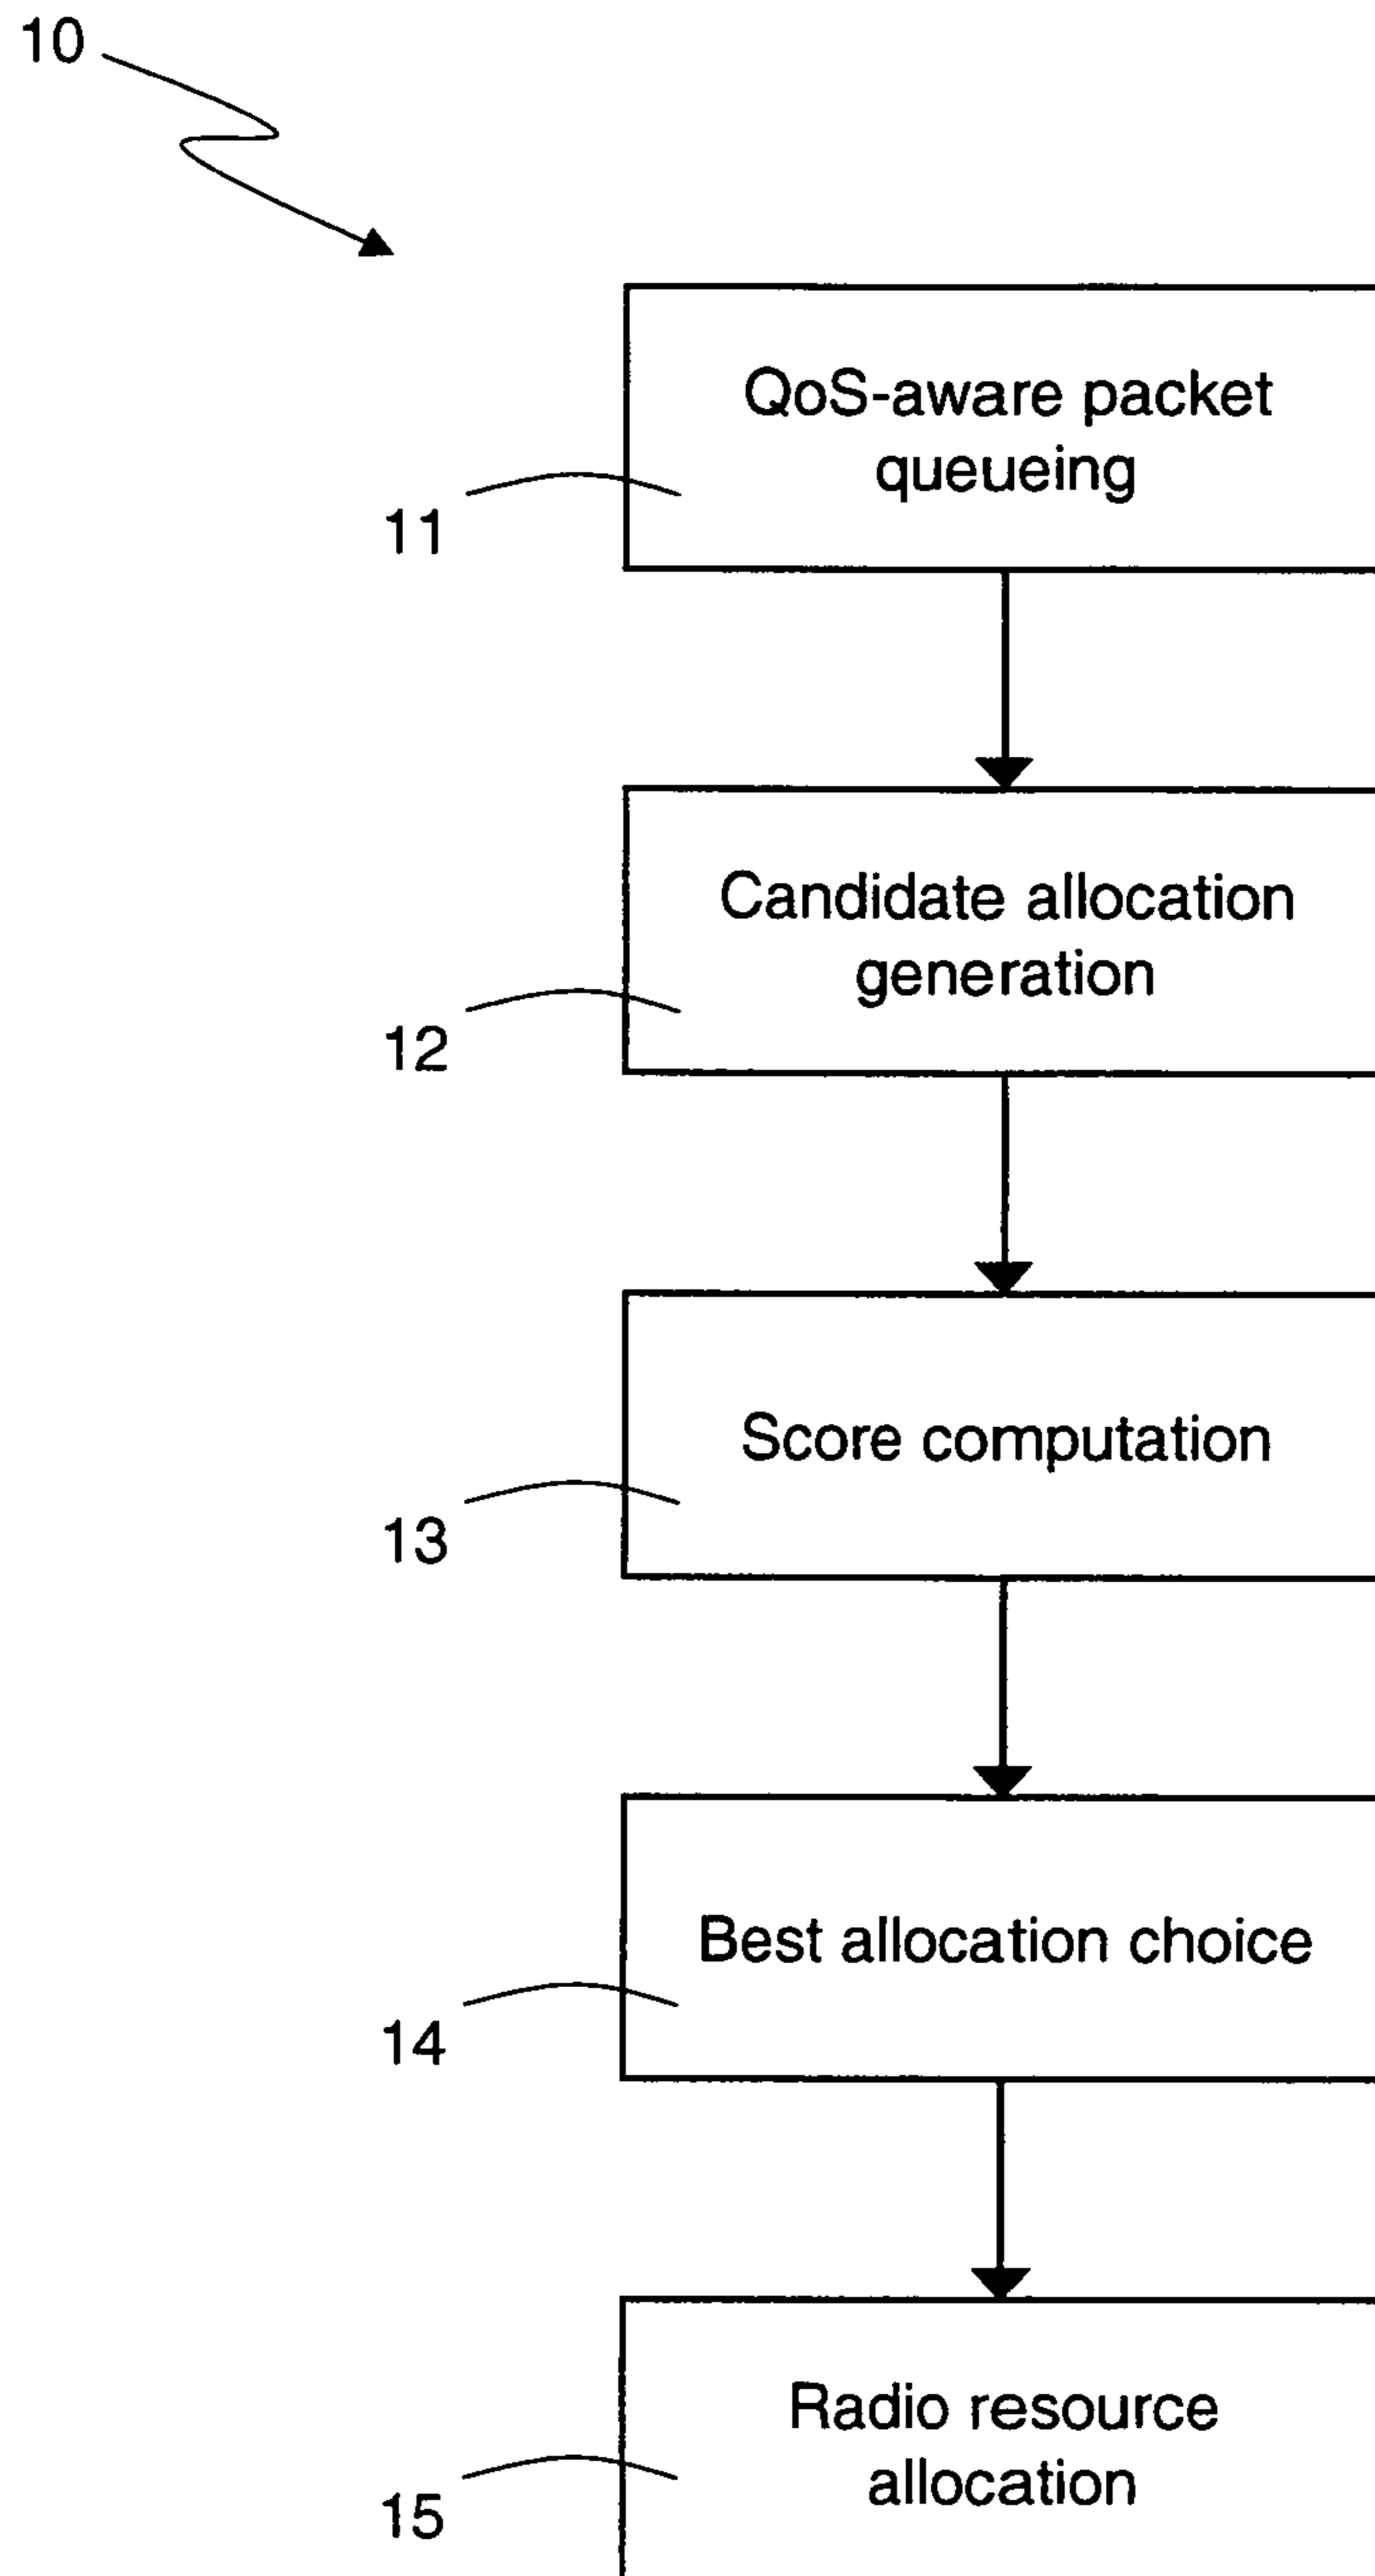 10
QoS-aware packet
queueing
11
Candidate allocation
generation
12
Score computation
13
Best allocation choice
14
Radio resource
allocation
15